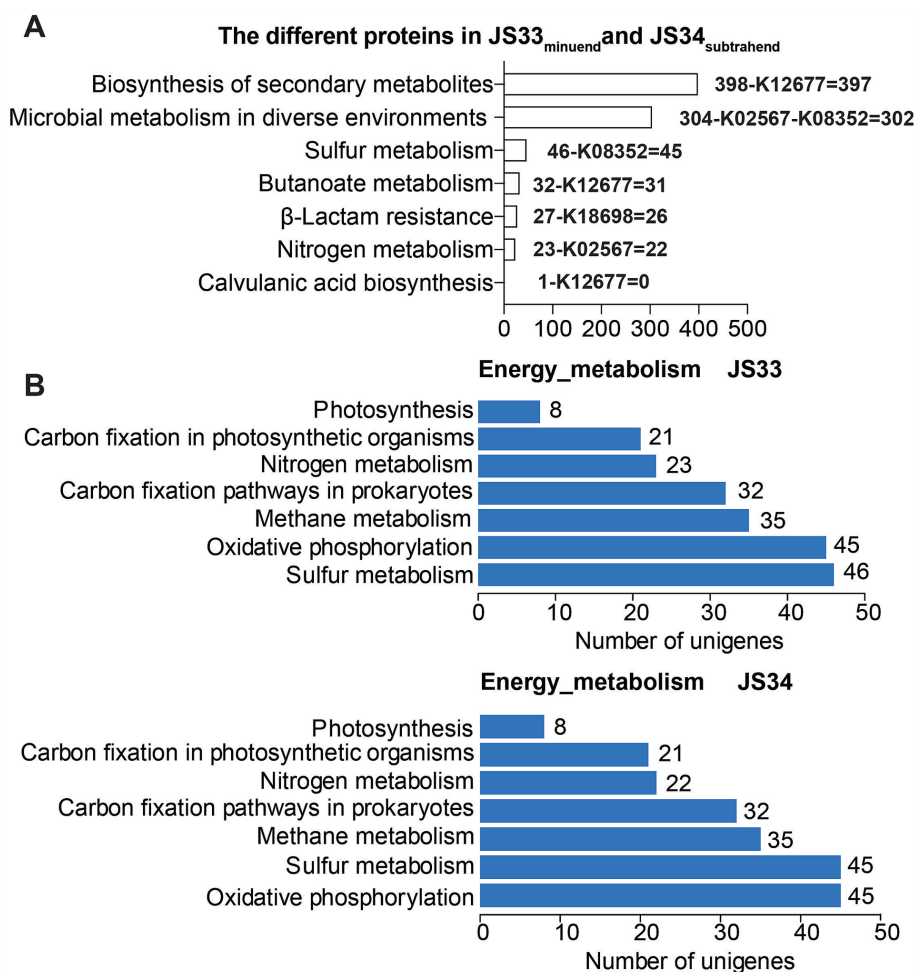 A
The different proteins in JS33minuendand JS34subtrahend
Biosynthesis of secondary metabolites 398-K12677=397
Microbial metabolism in diverse environments 304-K02567-K08352=302
Sulfur metabolism 46-K08352=45
Butanoate metabolism 32-K12677=31
β-Lactam resistance 27-K18698=26
Nitrogen metabolism 23-K02567=22
Calvulanic acid biosynthesis 1-K12677=0
0 100 200 300 400 500
B
Energy_metabolism JS33
Photosynthesis 8
Carbon fixation in photosynthetic organisms 21
Nitrogen metabolism 23
Carbon fixation pathways in prokaryotes 32
Methane metabolism 35
Oxidative phosphorylation 45
Sulfur metabolism 46
0 10 20 30 40 50
Number of unigenes
Energy_metabolism JS34
Photosynthesis 8
Carbon fixation in photosynthetic organisms 21
Nitrogen metabolism 22
Carbon fixation pathways in prokaryotes 32
Methane metabolism 35
Sulfur metabolism 45
Oxidative phosphorylation 45
0 10 20 30 40 50
Number of unigenes